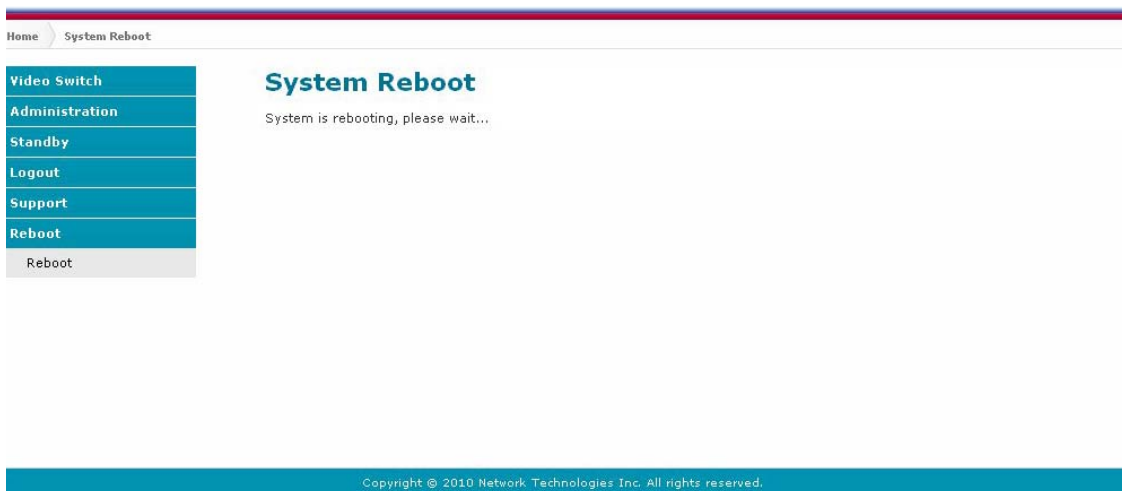 Home System Reboot
Video Switch
Administration
Standby
Logout
Support
Reboot
Reboot
System Reboot
System is rebooting, please wait...
Copyright © 2010 Network Technologies Inc. All rights reserved.